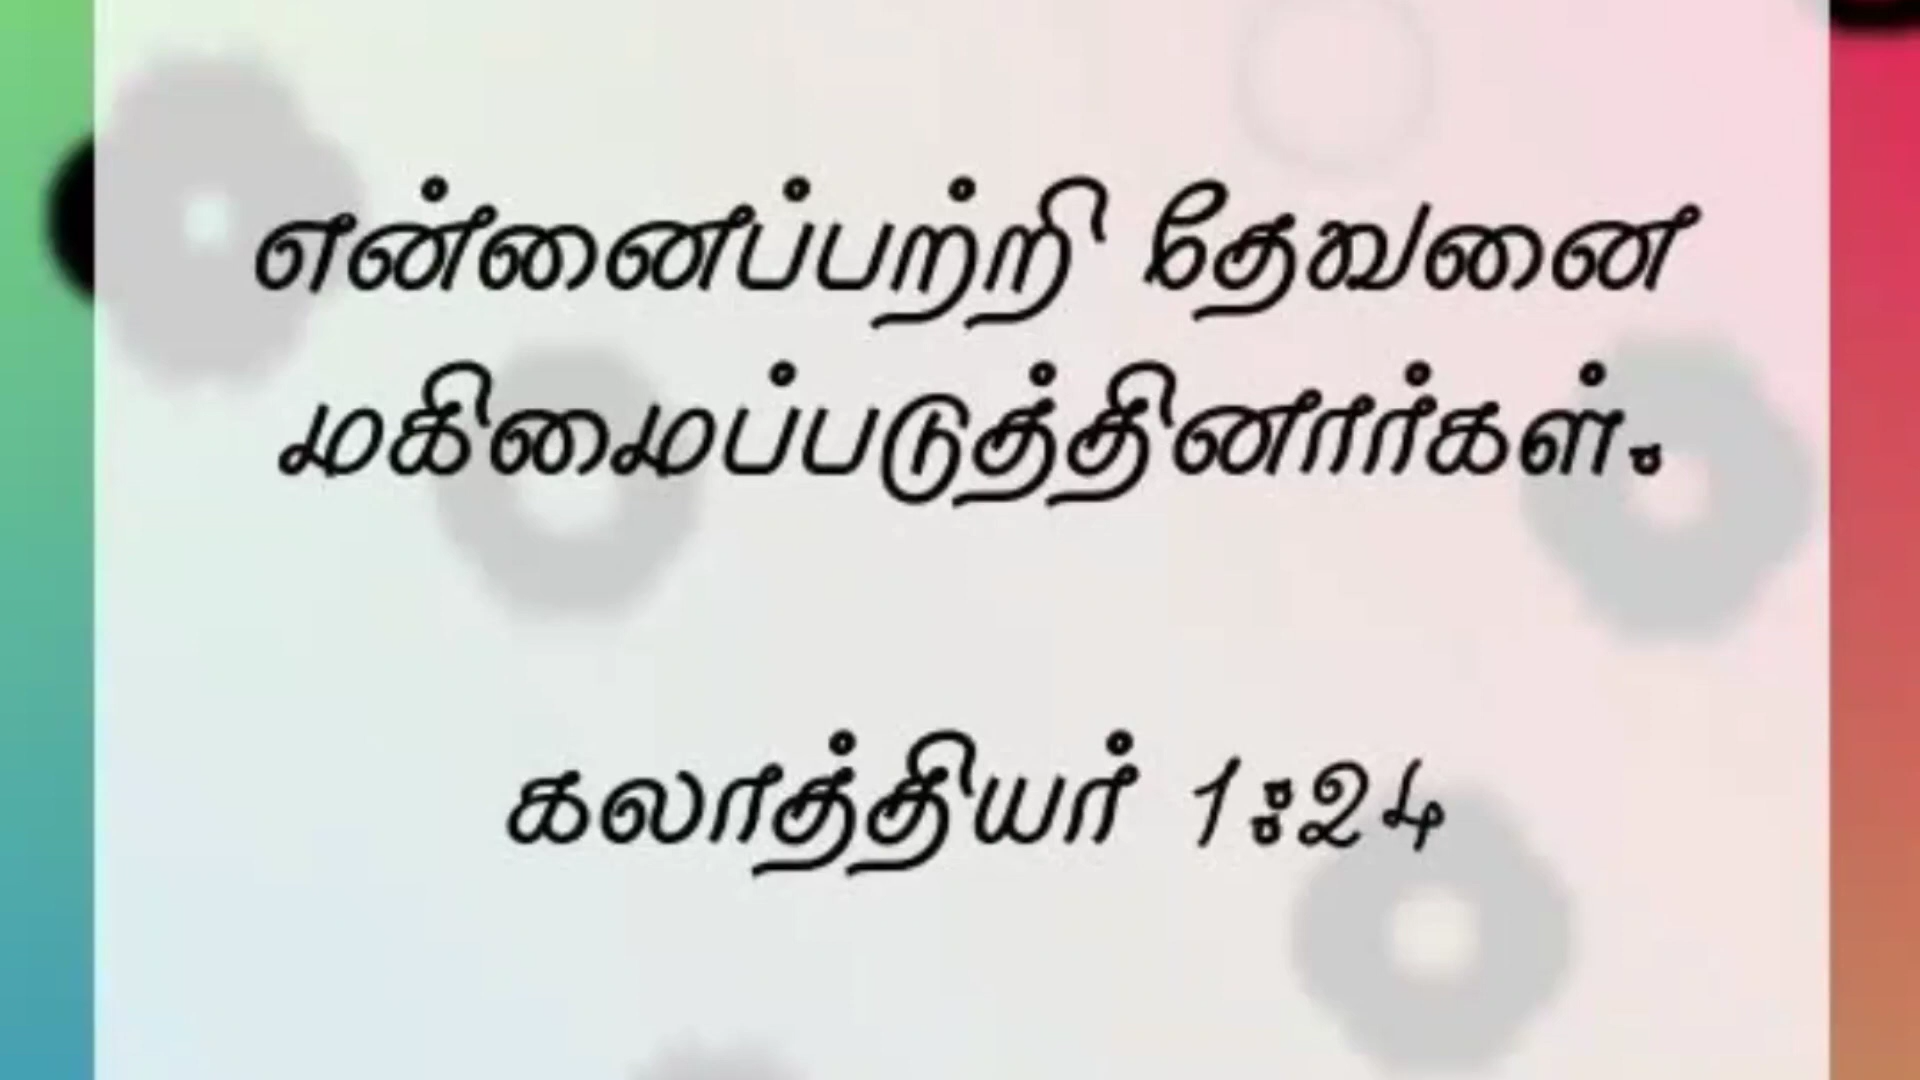 என்னைப்பற்றி தேவனை
மகிமைப்படுத்தினார்கள்.
கலாத்தியர் 1:24